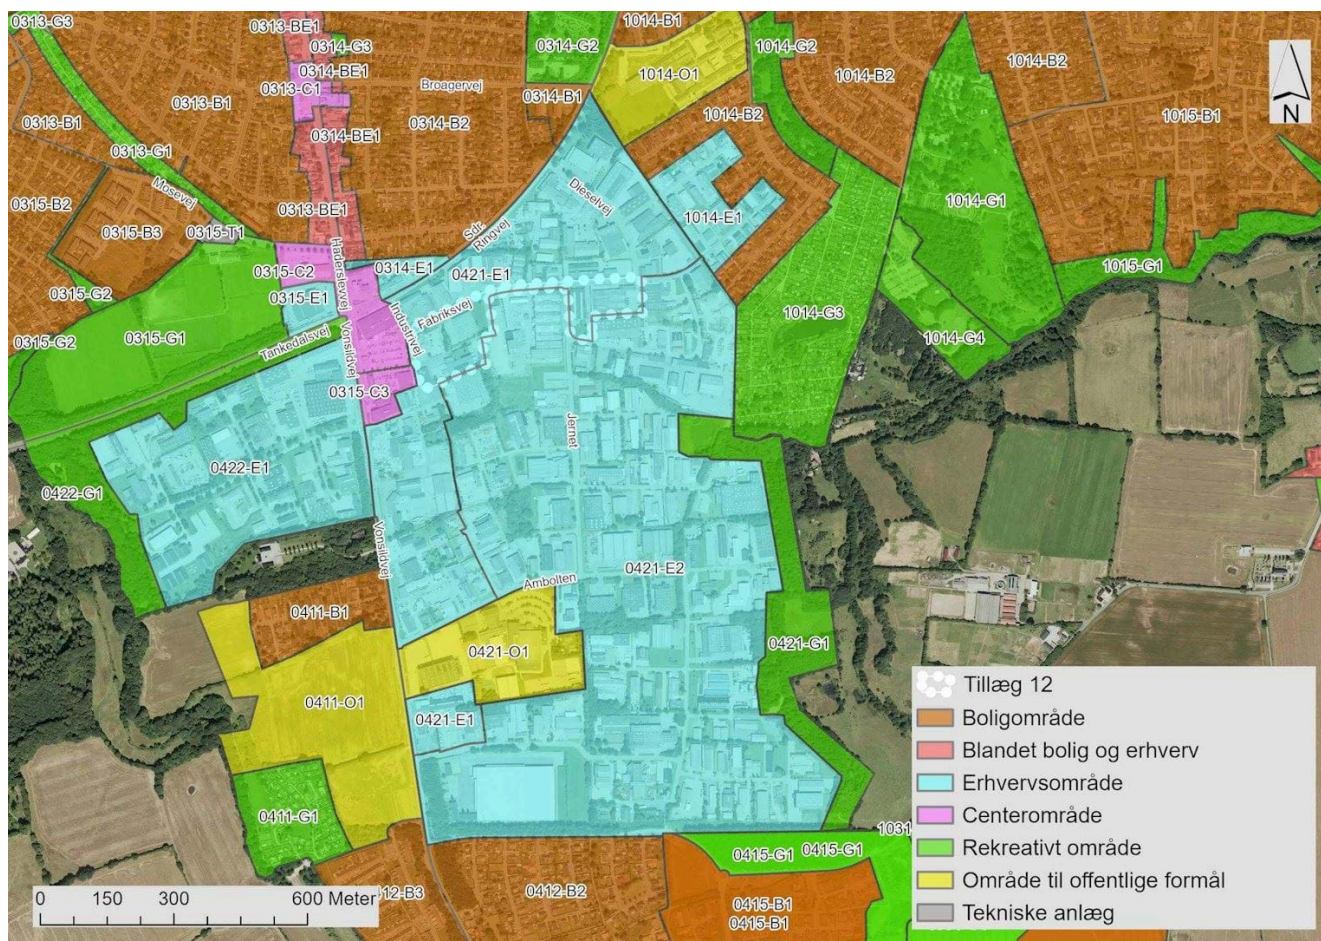 0313-G3
0313-BE1
0314-G3
0314-BE1
0313-C1
0314-G2
1014-B1
1014-G2
1014-O1
1014-B2
1014-B2
0313-B1
Broagervej
0314-B1
0313-B1
0314-BE1
0314-B2
1014-B2
1015-B1
N
0313-G1
Mosevej
0315-B2
0315-B3
0313-BE1
Dieselvej
1014-E1
1014-G1
0315-T1
Sdr.
Ringvej
Haderslevvej
0315-C2
0314-E1
0421-E1
1015-G1
0315-G2
0315-E1
Fabriksvej
Industrivej
1014-G3
0315-G2
0315-G1
Tankedalsvej
Vonsildvej
1014-G4
0315-C3
Jernet
0422-E1
0422-G1
Vonsildvej
Ambolten
0421-E2
0411-B1
0421-G1
0421-O1
0411-O1
0421-E1
0411-G1
1031
0415-G1
0415-G1
12-B3
0412-B2
0415-B1
0415-B1
Tillæg 12
Boligområde
Blandet bolig og erhverv
Erhvervsområde
Centerområde
Rekreativt område
Område til offentlige formål
Tekniske anlæg
0 150 300 600 Meter